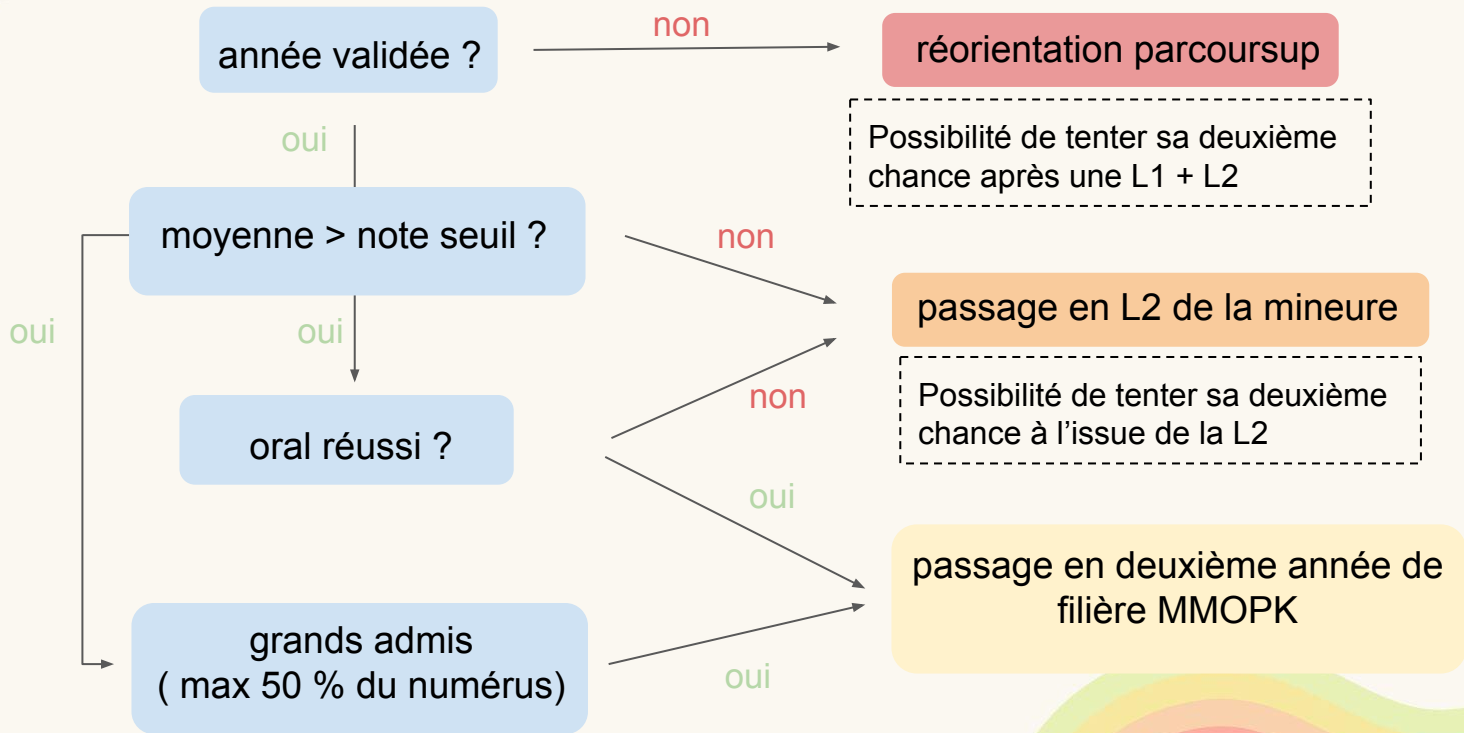 année validée ?
non
réorientation parcoursup
Possibilité de tenter sa deuxième
chance après une L1 + L2
oui
moyenne > note seuil ?
non
passage en L2 de la mineure
oui
oui
Possibilité de tenter sa deuxième
chance à l’issue de la L2
oral réussi ?
non
oui
passage en deuxième année de
filière MMOPK
grands admis
( max 50 % du numérus)
oui